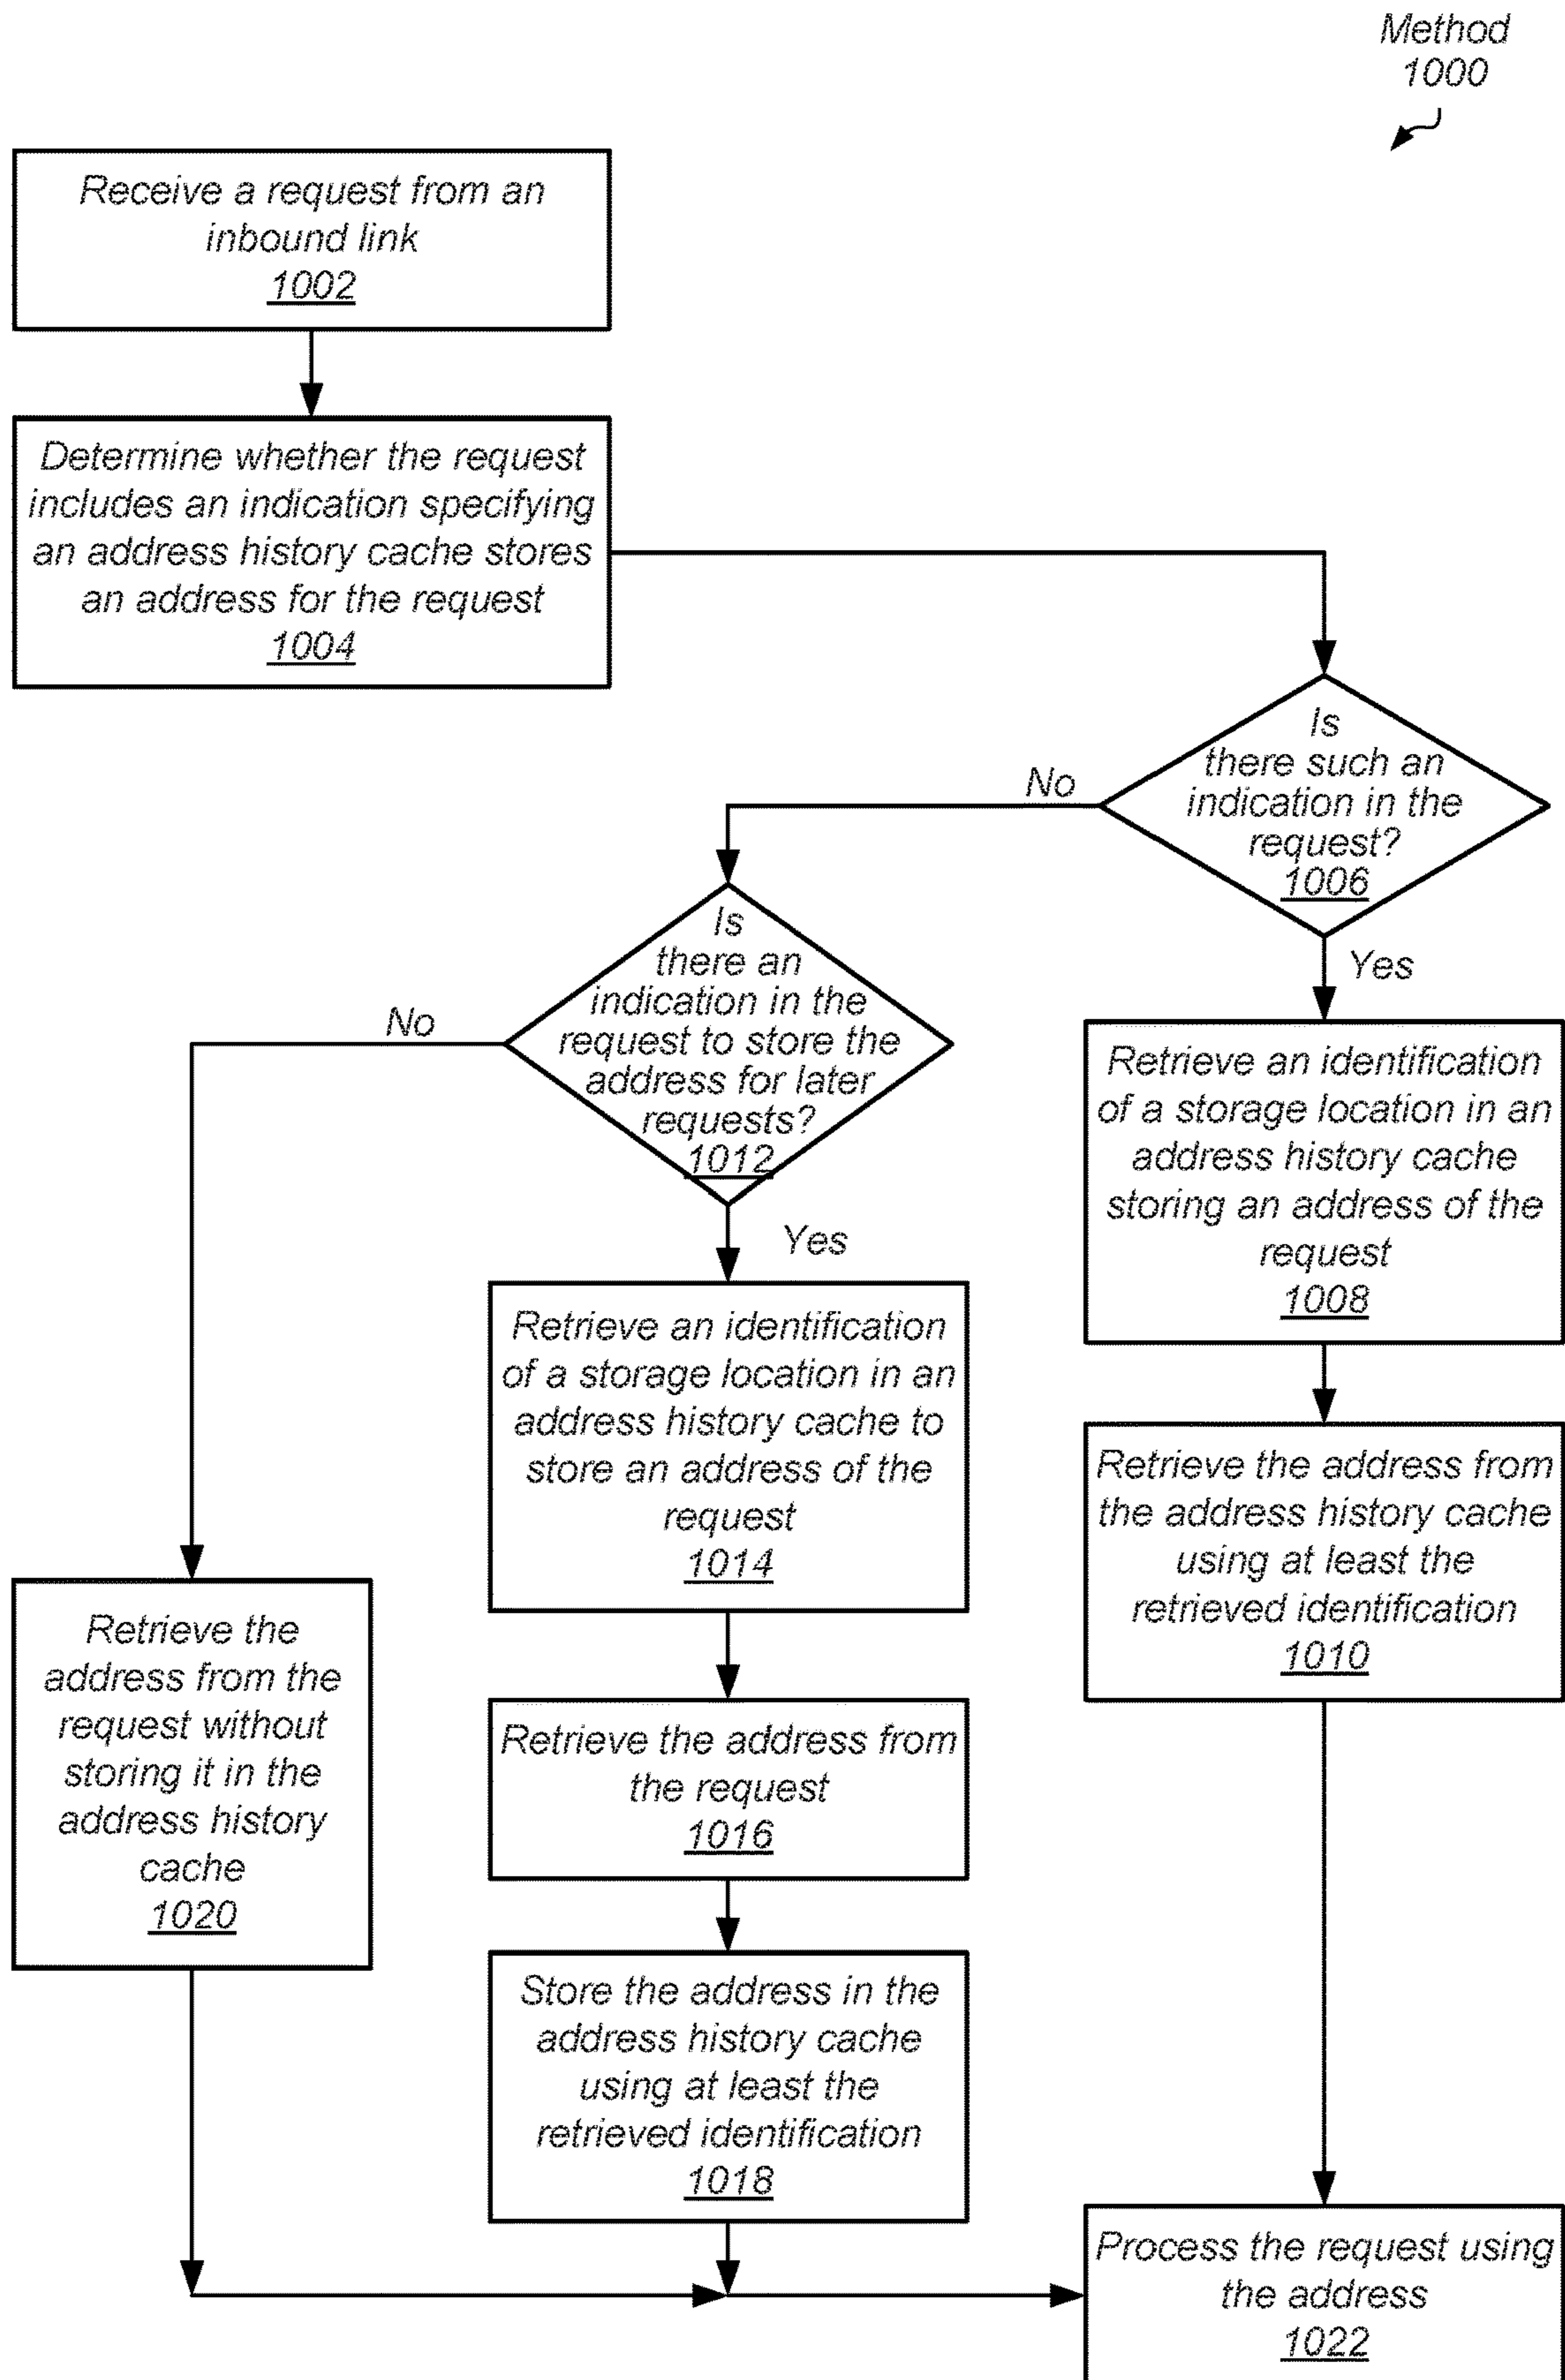 Method
1000
Receive a request from an
inbound link
1002
Determine whether the request
includes an indication specifying
an address history cache stores
an address for the request
1004
Is
there such an
indication in the
request?
1006
No
Yes
Is
there an
indication in the
request to store the
address for later
requests?
1012
No
Yes
Retrieve an identification
of a storage location in an
address history cache
storing an address of the
request
1008
Retrieve an identification
of a storage location in an
address history cache to
store an address of the
request
1014
Retrieve the address from
the address history cache
using at least the
retrieved identification
1010
Retrieve the
address from the
request without
storing it in the
address history
cache
1020
Retrieve the address from
the request
1016
Store the address in the
address history cache
using at least the
retrieved identification
1018
Process the request using
the address
1022